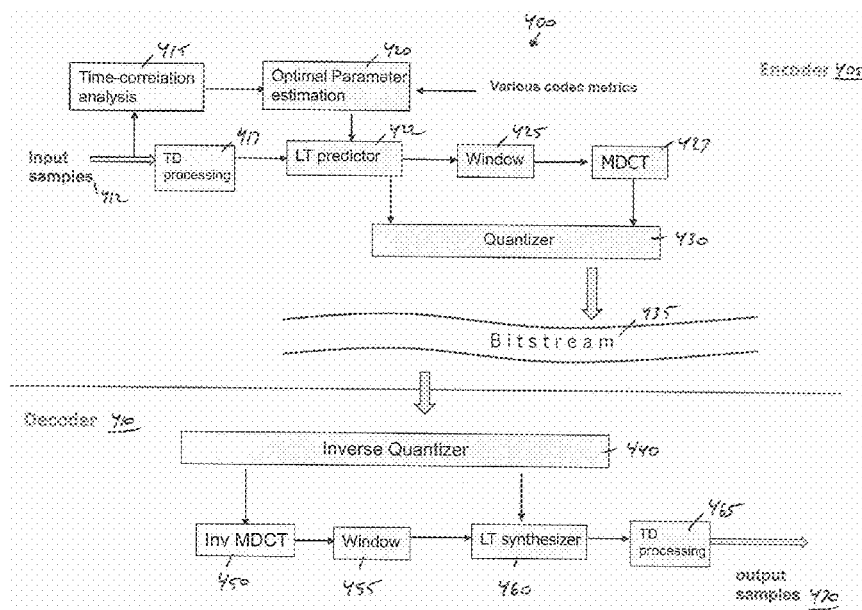 400
415
420
Time-correlation
analysis
Optimal Parameter
estimation
Various codes metrics
Encoder 405
Input
samples
412
417
TD
processing
422
LT predictor
425
Window
427
MDCT
Quantizer
430
435
Bitstream
Decoder 410
Inverse Quantizer
440
Inv MDCT
450
Window
455
LT synthesizer
460
465
TD
processing
output
samples 470